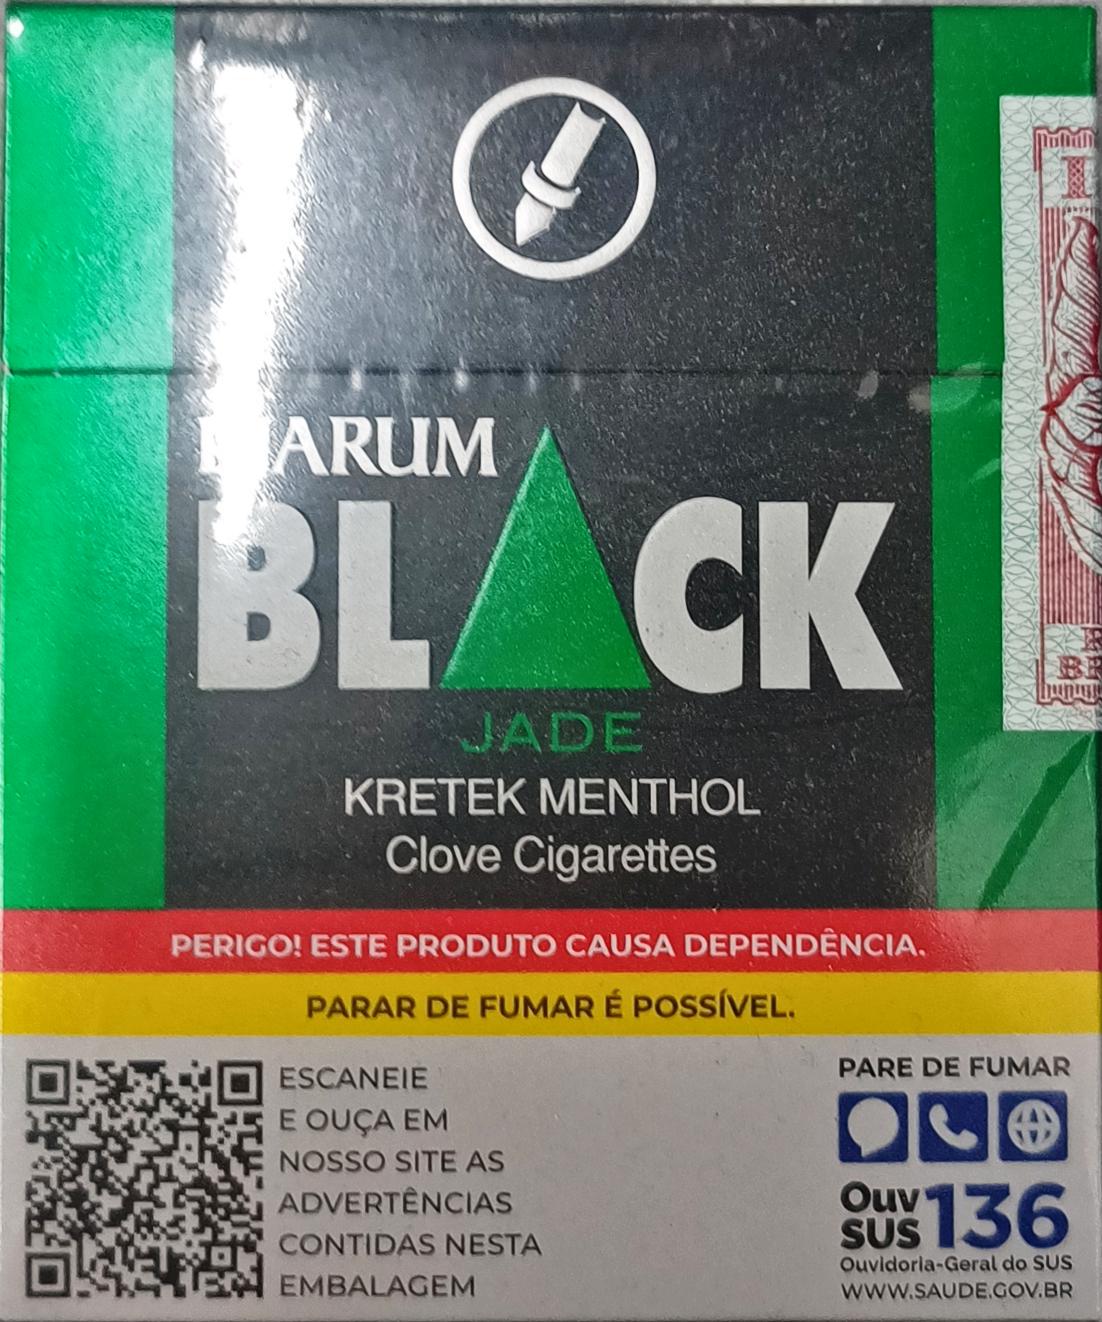 ARUM
BLACK
JADE
KRETEK MENTHOL
Clove Cigarettes
PERIGO! ESTE PRODUTO CAUSA DEPENDÊNCIA.
PARAR DE FUMAR É POSSÍVEL.
ESCANEIE
E OUÇA EM
NOSSO SITE AS
ADVERTÊNCIAS
CONTIDAS NESTA
EMBALAGEM
PARE DE FUMAR
Ouv
SUS 136
Ouvidoria-Geral do SUS
WWW.SAUDE.GOV.BR